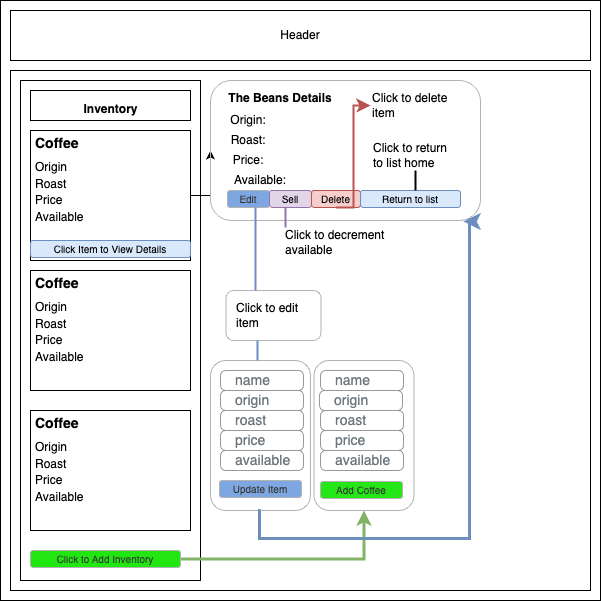 Header
Inventory
Coffee
Origin
Roast
Price
Available
Click Item to View Details
Coffee
Origin
Roast
Price
Available
Coffee
Origin
Roast
Price
Available
Click to Add Inventory
The Beans Details
Origin:
Roast:
Price:
Available:
Edit
Sell
Delete
Return to list
Click to delete
item
Click to return
to list home
Click to decrement
available
Click to edit
item
name
origin
roast
price
available
Update Item
name
origin
roast
price
available
Add Coffee